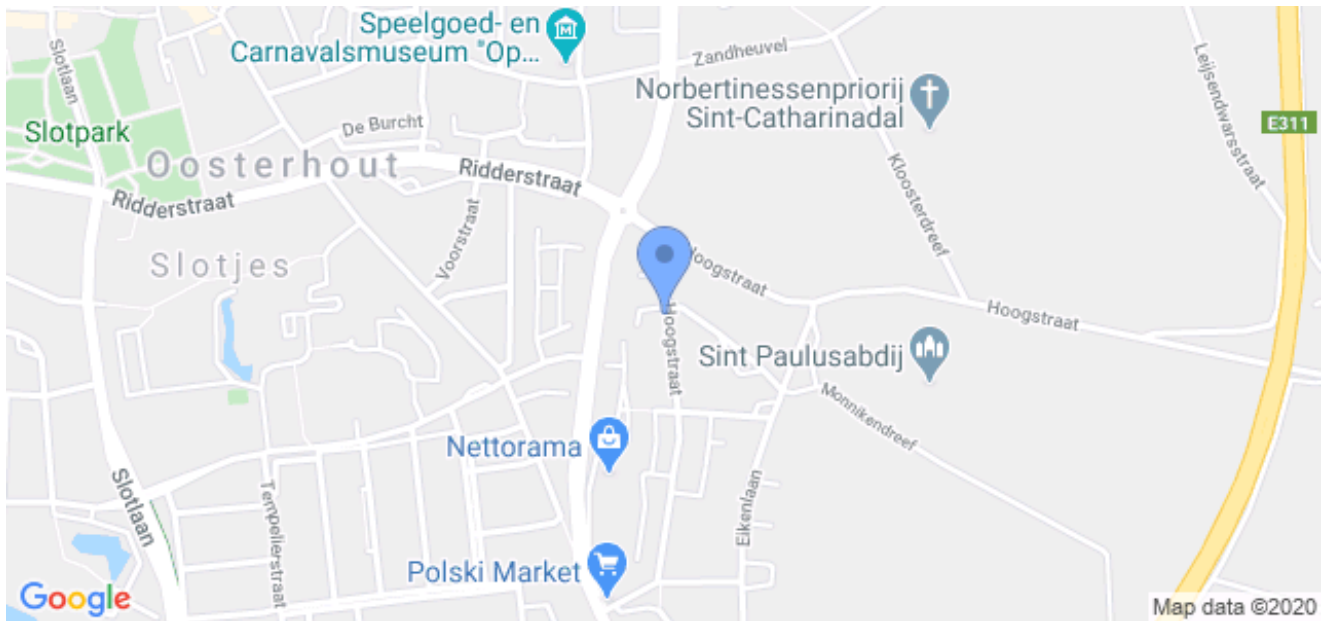 Speelgoed- en
Carnavalsmuseum "Op...
Slotlaan
Zandheuvel
Leijsendwarsstraat
Norbertinessenpriorij
Sint-Catharinadal
E311
De Burcht
Slotpark
Oosterhout
Ridderstraat
Ridderstraat
Kloosterdreef
Voorstraat
Slotjes
Hoogstraat
Hoogstraat
Hoogstraat
Sint Paulusabdij
Monnikendreef
Nettorama
Slotlaan
Tempelierstraat
Eikenlaan
Polski Market
Google
Map data ©2020